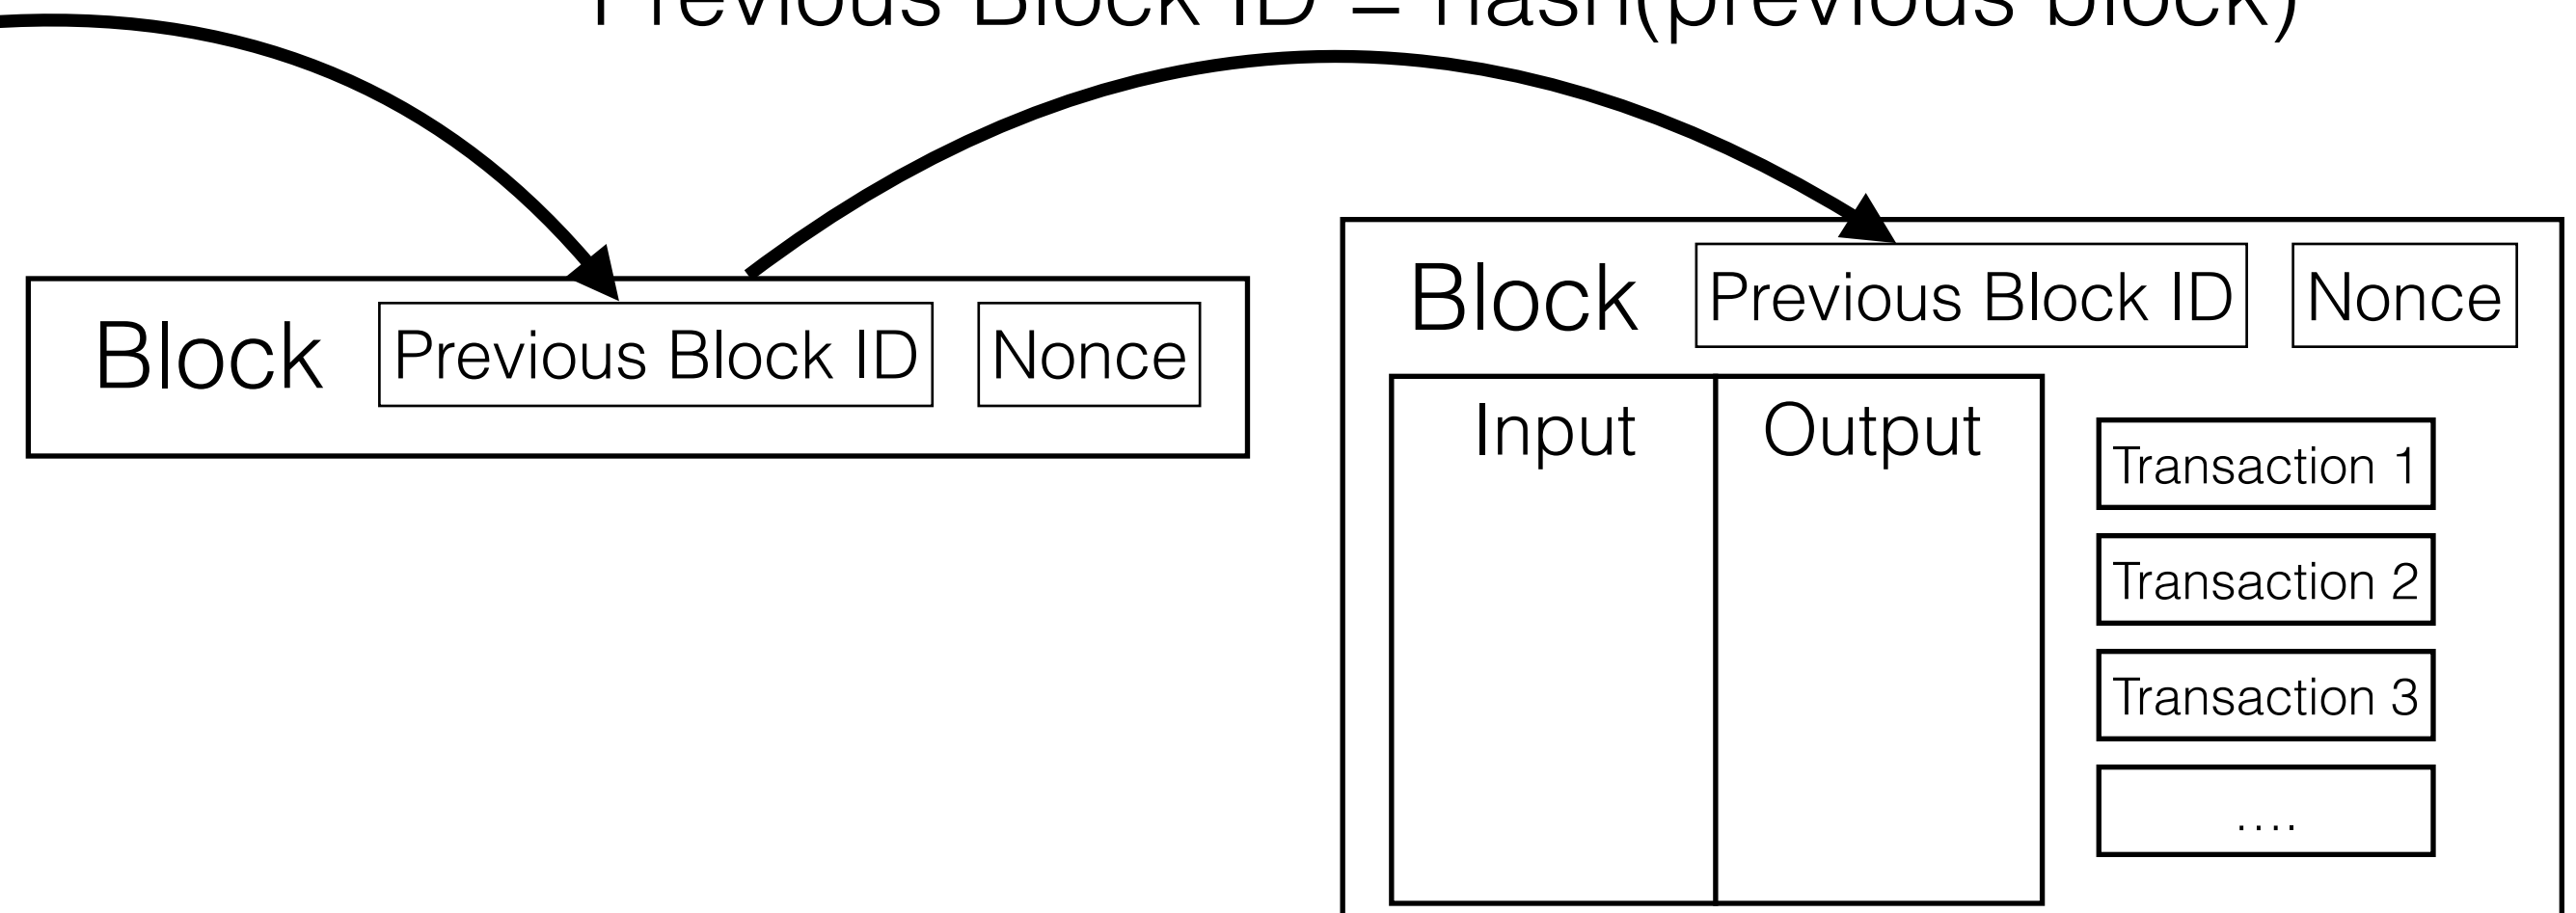 Previous Block ID = hash(previous block)
Block Previous Block ID Nonce
Block Previous Block ID Nonce
Input Output
Transaction 1
Transaction 2
Transaction 3
....